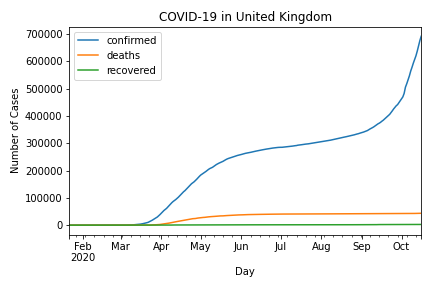 COVID-19 in United Kingdom
confirmed
deaths
recovered
Number of Cases
700000
600000
500000
400000
300000
200000
100000
0
Feb Mar Apr May Jun Jul Aug Sep Oct
2020
Day